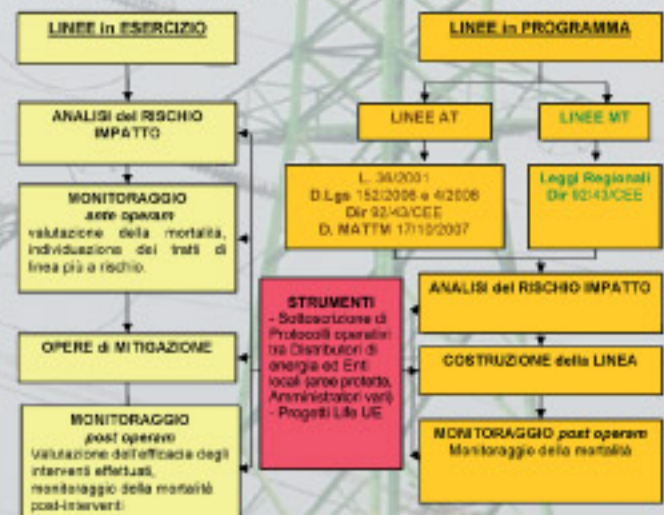 LINEE in ESERCIZIO
ANALISI del RISCHIO
IMPATTO
MONITORAGGIO
ante operam
valutazione della mortalità,
individuazione dei tratti di
linea più a rischio.
OPERE di MITIGAZIONE
MONITORAGGIO
post operam
Valutazione dell'efficacia degli
interventi effettuati,
monitoraggio della mortalità
post-interventi
STRUMENTI
- Sottoscrizione di
Protocolli operativi
tra Distributori di
energia ed Enti
locali (aree protette,
Amministratori vari)
- Progetti Life UE
LINEE in PROGRAMMA
LINEE AT
LINEE MT
L. 36/2001
D.Lgs 152/2006 e 4/2008
Dir 92/43/CEE
D. MATTM 17/10/2007
Leggi Regionali
Dir 92/43/CEE
ANALISI del RISCHIO IMPATTO
COSTRUZIONE della LINEA
MONITORAGGIO post operam
Monitoraggio della mortalità